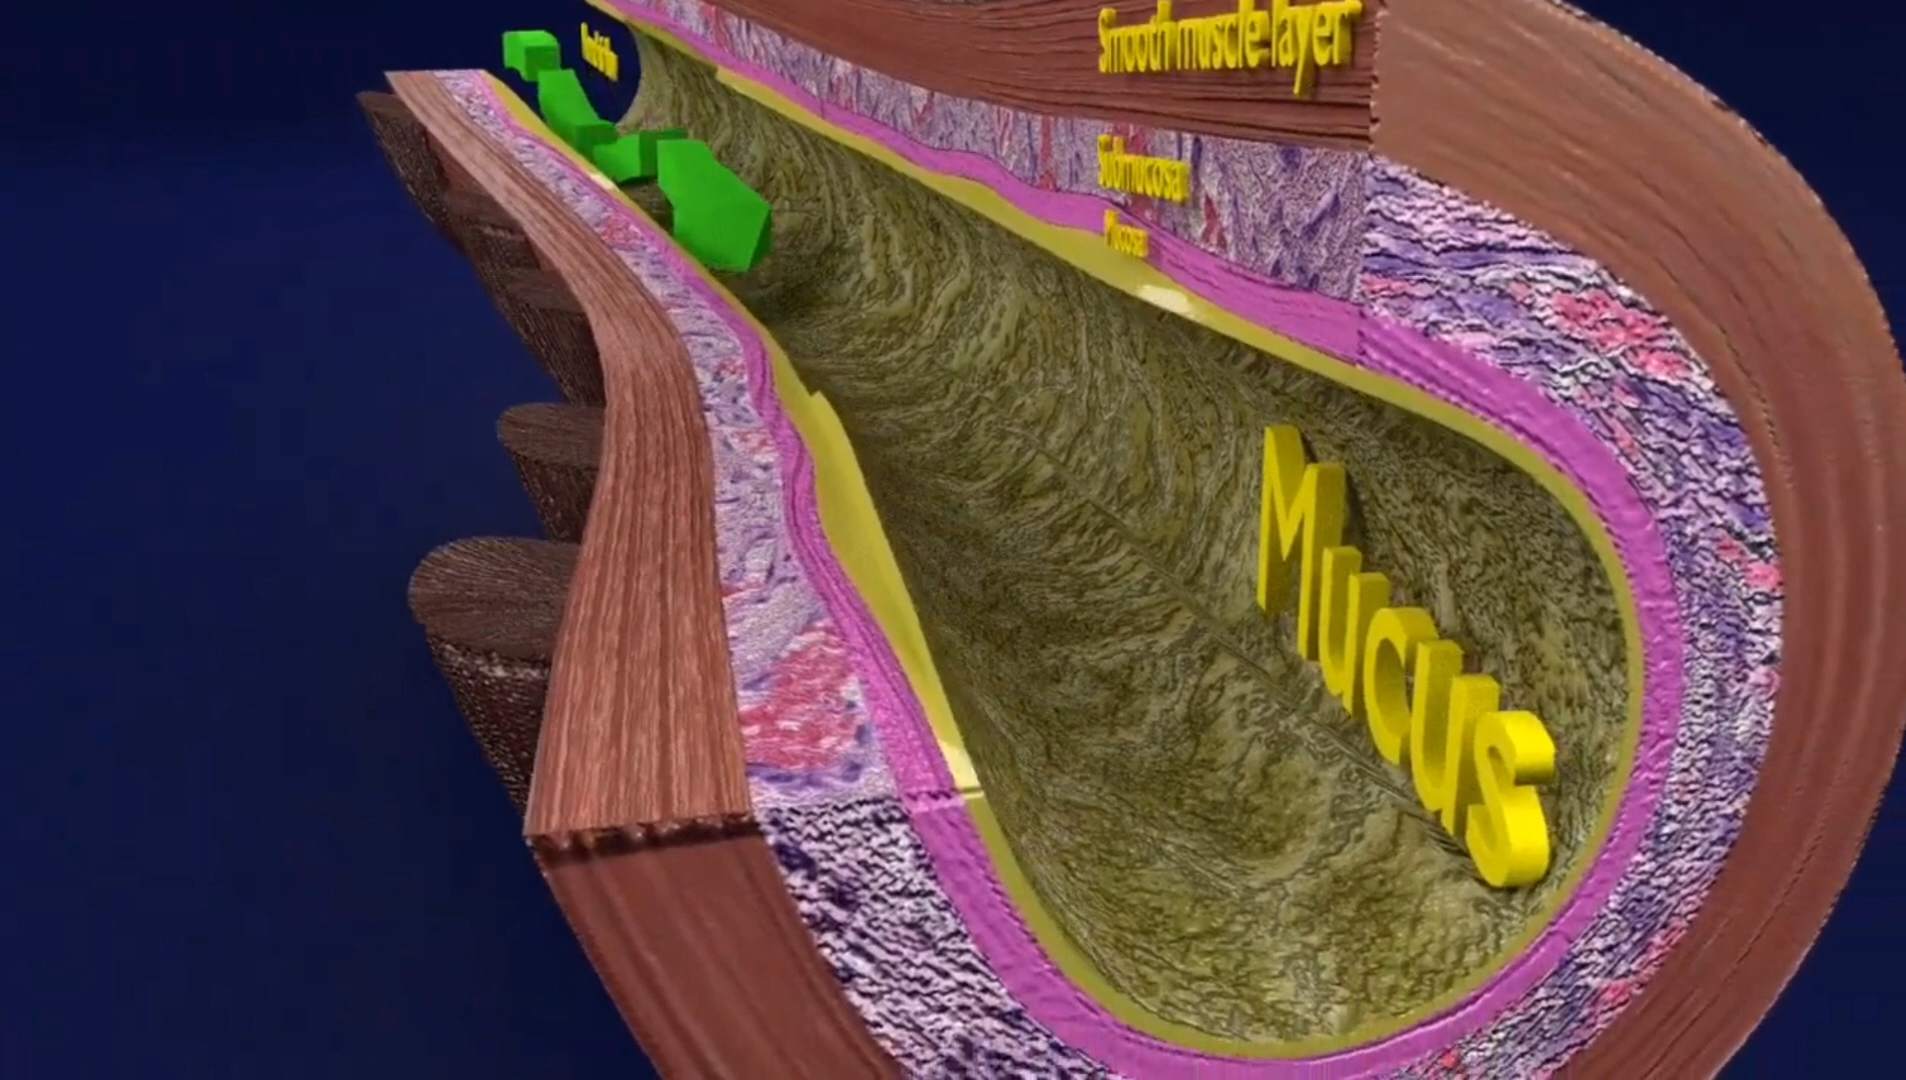 Smooth muscle layer
Submucosa
Mucosa
Mucus